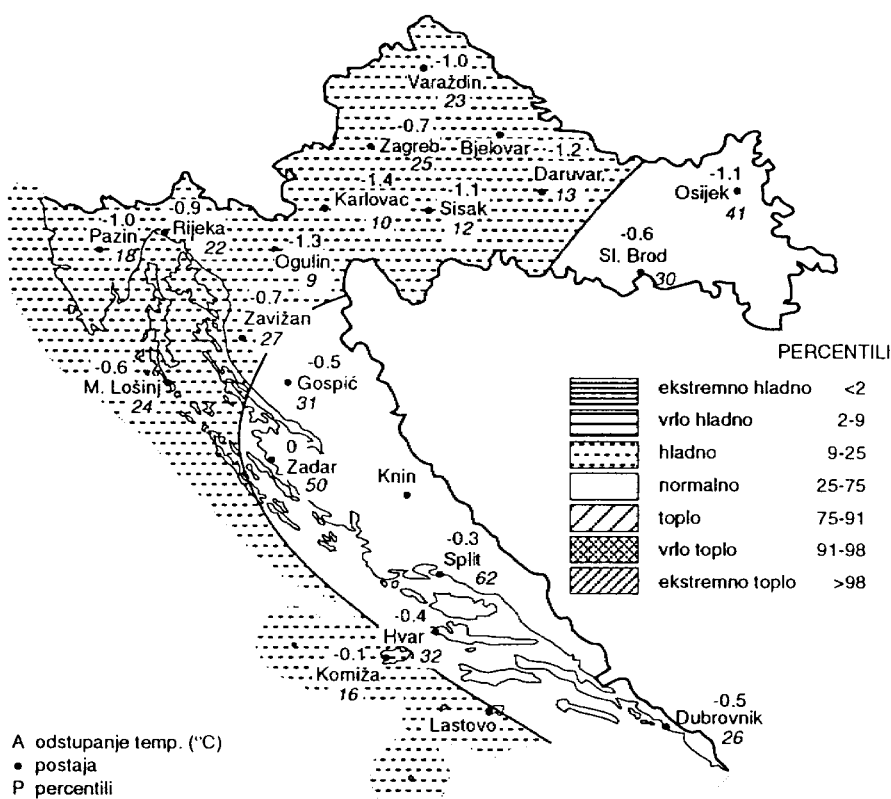 -1.0
Varaždin
23
-0.7
Zagreb
25
Bjelovar
-1.2
Daruvar
13
-1.1
Osijek
41
-1.4
Karlovac
10
-1.1
Sisak
12
-0.9
Rijeka
22
-1.0
Pazin
18
-1.3
Ogulin
9
-0.6
Sl. Brod
30
-0.7
Zavižan
27
-0.6
M. Lošinj
24
-0.5
Gospić
31
0
Zadar
50
Knin
-0.3
Split
62
-0.4
Hvar
32
-0.1
Komiža
16
Lastovo
-0.5
Dubrovnik
26
PERCENTILI
ekstremno hladno <2
vrlo hladno 2-9
hladno 9-25
normalno 25-75
toplo 75-91
vrlo toplo 91-98
ekstremno toplo >98
A odstupanje temp. (°C)
• postaja
P percentili